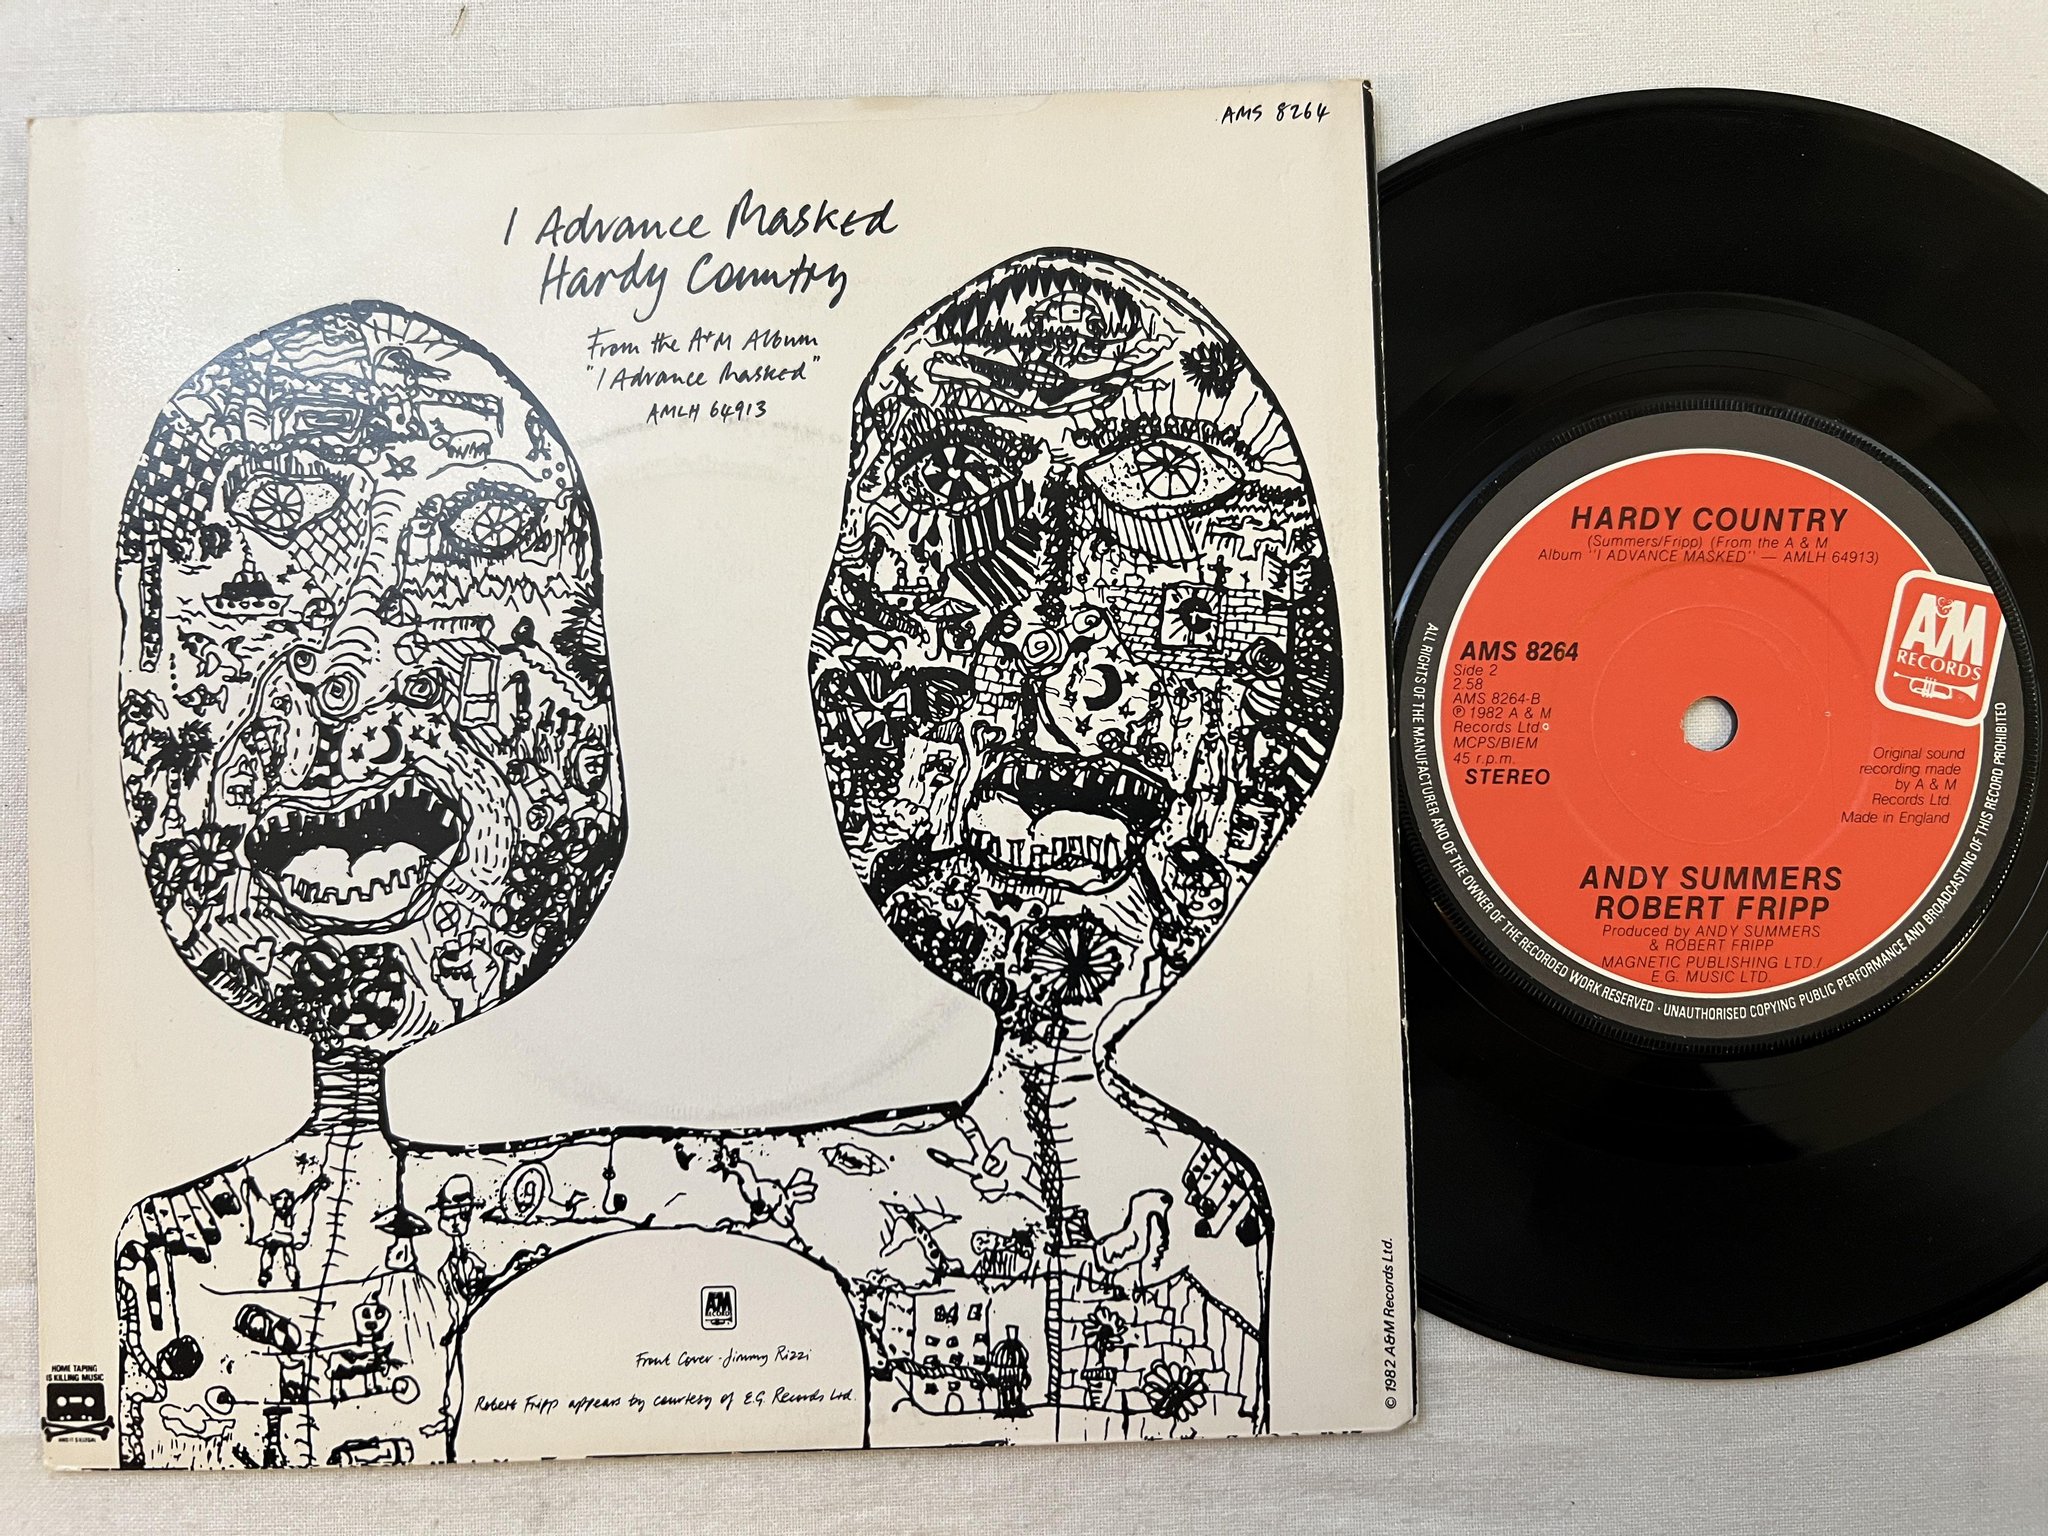 AMS 8264
I Advance Masked
Hardy Country
From the A+M Album
"I Advance Masked"
AMLH 64913
A&M
RECORDS
Front Cover - Jimmy Rizzi
Robert Fripp appears by courtesy of E.G. Records Ltd.
HOME TAPING
IS KILLING MUSIC
AND IT'S ILLEGAL
© 1982 A&M Records Ltd.
HARDY COUNTRY
(Summers/Fripp) (From the A & M
Album "I ADVANCE MASKED" — AMLH 64913)
A&M
RECORDS
AMS 8264
Side 2
2.58
AMS 8264-B
℗ 1982 A & M
Records Ltd
MCPS/BIEM
45 r.p.m.
STEREO
Original sound
recording made
by A & M
Records Ltd.
Made in England
ANDY SUMMERS
ROBERT FRIPP
Produced by ANDY SUMMERS
& ROBERT FRIPP
MAGNETIC PUBLISHING LTD./
E.G. MUSIC LTD.
ALL RIGHTS OF THE MANUFACTURER AND OF THE OWNER OF THE RECORDED WORK RESERVED · UNAUTHORISED COPYING PUBLIC PERFORMANCE AND BROADCASTING OF THIS RECORD PROHIBITED